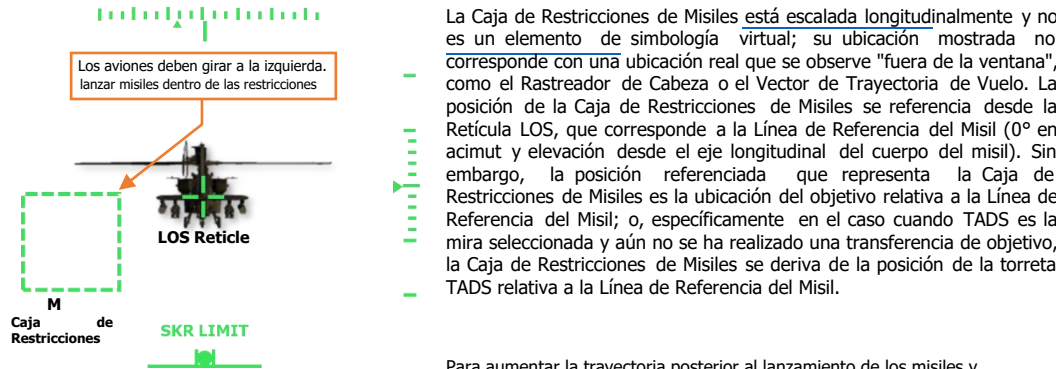 Los aviones deben girar a la izquierda.
lanzar misiles dentro de las restricciones
LOS Reticle
M
Caja de
Restricciones
SKR LIMIT
La Caja de Restricciones de Misiles está escalada longitudinalmente y no
es un elemento de simbología virtual; su ubicación mostrada no
corresponde con una ubicación real que se observe "fuera de la ventana",
como el Rastreador de Cabeza o el Vector de Trayectoria de Vuelo. La
posición de la Caja de Restricciones de Misiles se referencia desde la
Retícula LOS, que corresponde a la Línea de Referencia del Misil (0° en
acimut y elevación desde el eje longitudinal del cuerpo del misil). Sin
embargo, la posición referenciada que representa la Caja de
Restricciones de Misiles es la ubicación del objetivo relativa a la Línea de
Referencia del Misil; o, específicamente en el caso cuando TADS es la
mira seleccionada y aún no se ha realizado una transferencia de objetivo,
la Caja de Restricciones de Misiles se deriva de la posición de la torreta
TADS relativa a la Línea de Referencia del Misil.
Para aumentar la trayectoria posterior al lanzamiento de los misiles y